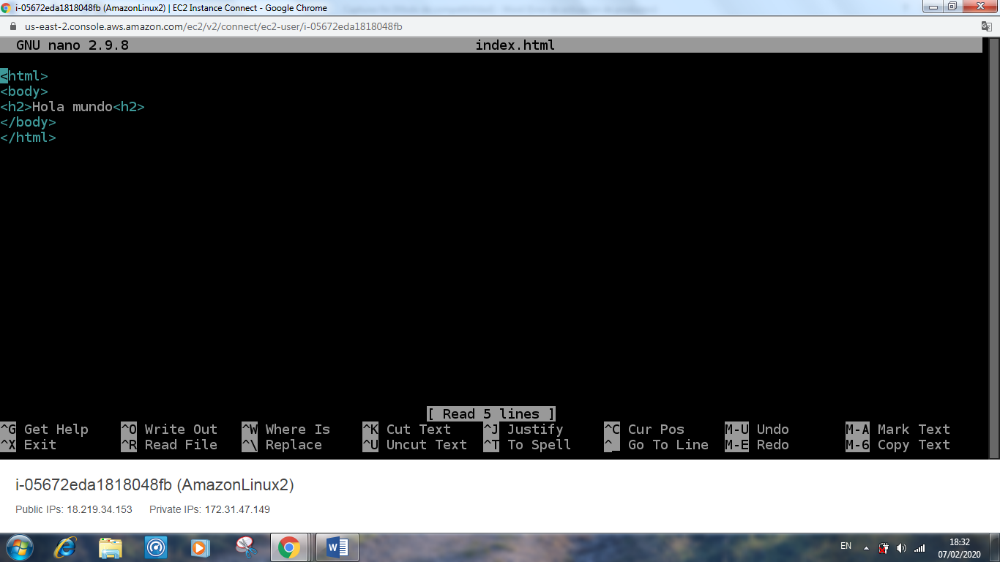 i-05672eda1818048fb (AmazonLinux2) | EC2 Instance Connect - Google Chrome
us-east-2.console.aws.amazon.com/ec2/v2/connect/ec2-user/i-05672eda1818048fb
GNU nano 2.9.8 index.html
<html>
<body>
<h2>Hola mundo<h2>
</body>
</html>
[ Read 5 lines ]
^G Get Help ^O Write Out ^W Where Is ^K Cut Text ^J Justify ^C Cur Pos M-U Undo M-A Mark Text
^X Exit ^R Read File ^\ Replace ^U Uncut Text ^T To Spell ^_ Go To Line M-E Redo M-6 Copy Text
i-05672eda1818048fb (AmazonLinux2)
Public IPs: 18.219.34.153 Private IPs: 172.31.47.149
EN 18:32
07/02/2020